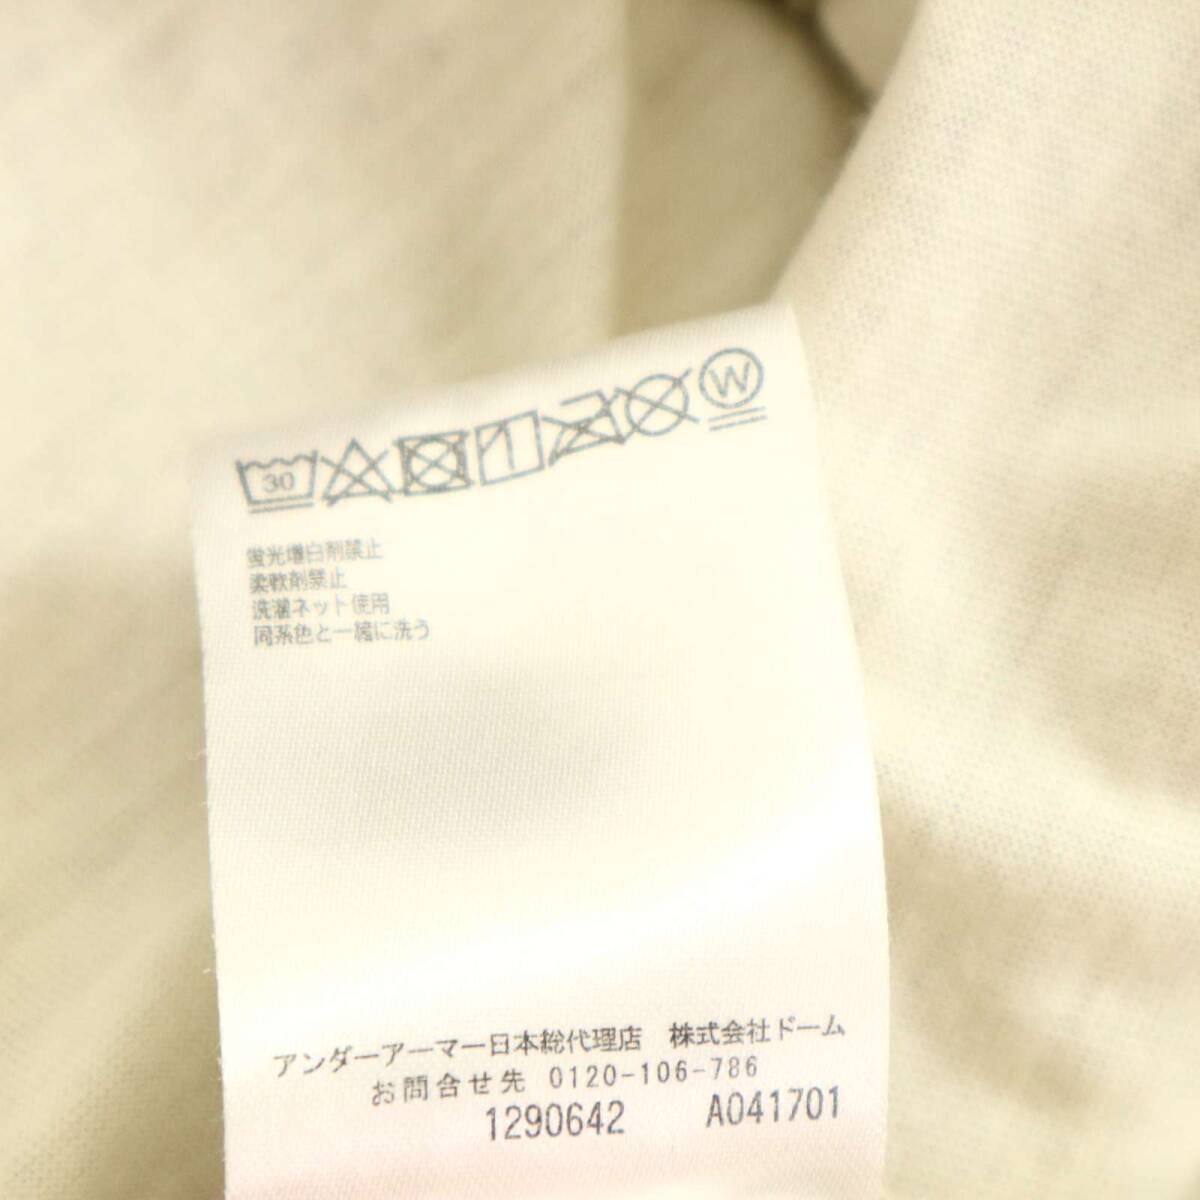 30 W
蛍光増白剤禁止
柔軟剤禁止
洗濯ネット使用
同系色と一緒に洗う
アンダーアーマー日本総代理店 株式会社ドーム
お問合せ先 0120-106-786
1290642 A041701